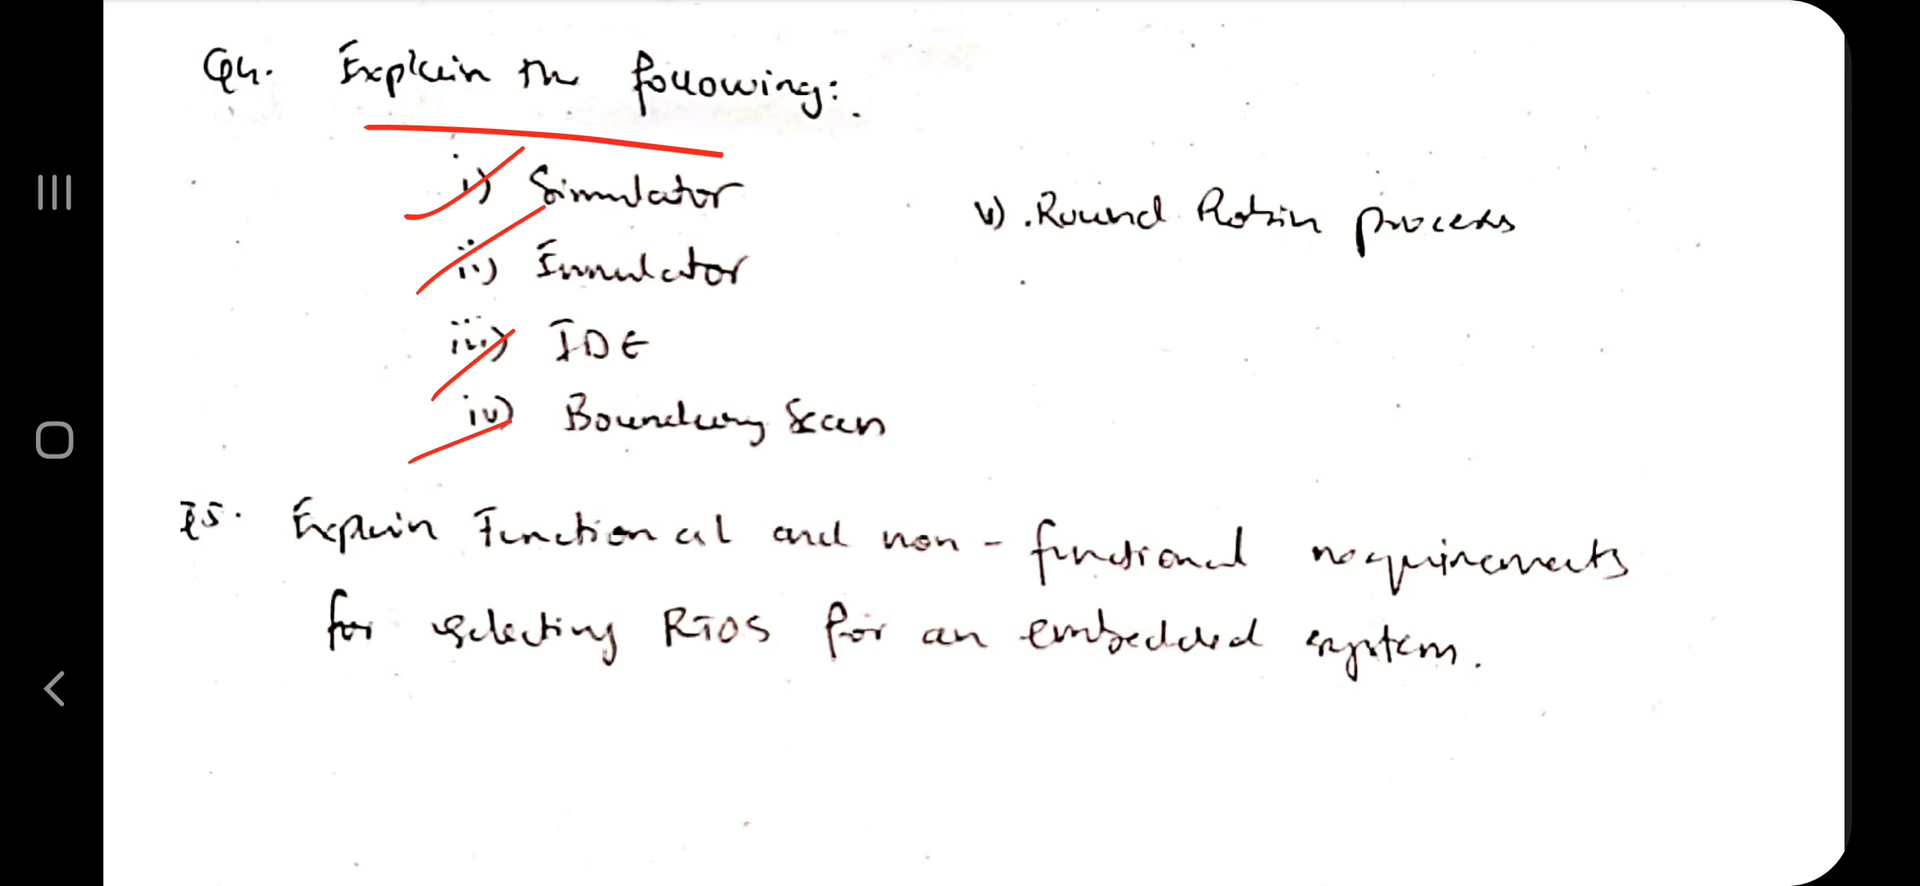 Q4. Explain the following:
i) Simulator
ii) Emulator
iii) IDE
iv) Boundary Scan
v) Round Robin process
Q5. Explain Functional and non-functional requirements
for selecting RTOS for an embedded system.